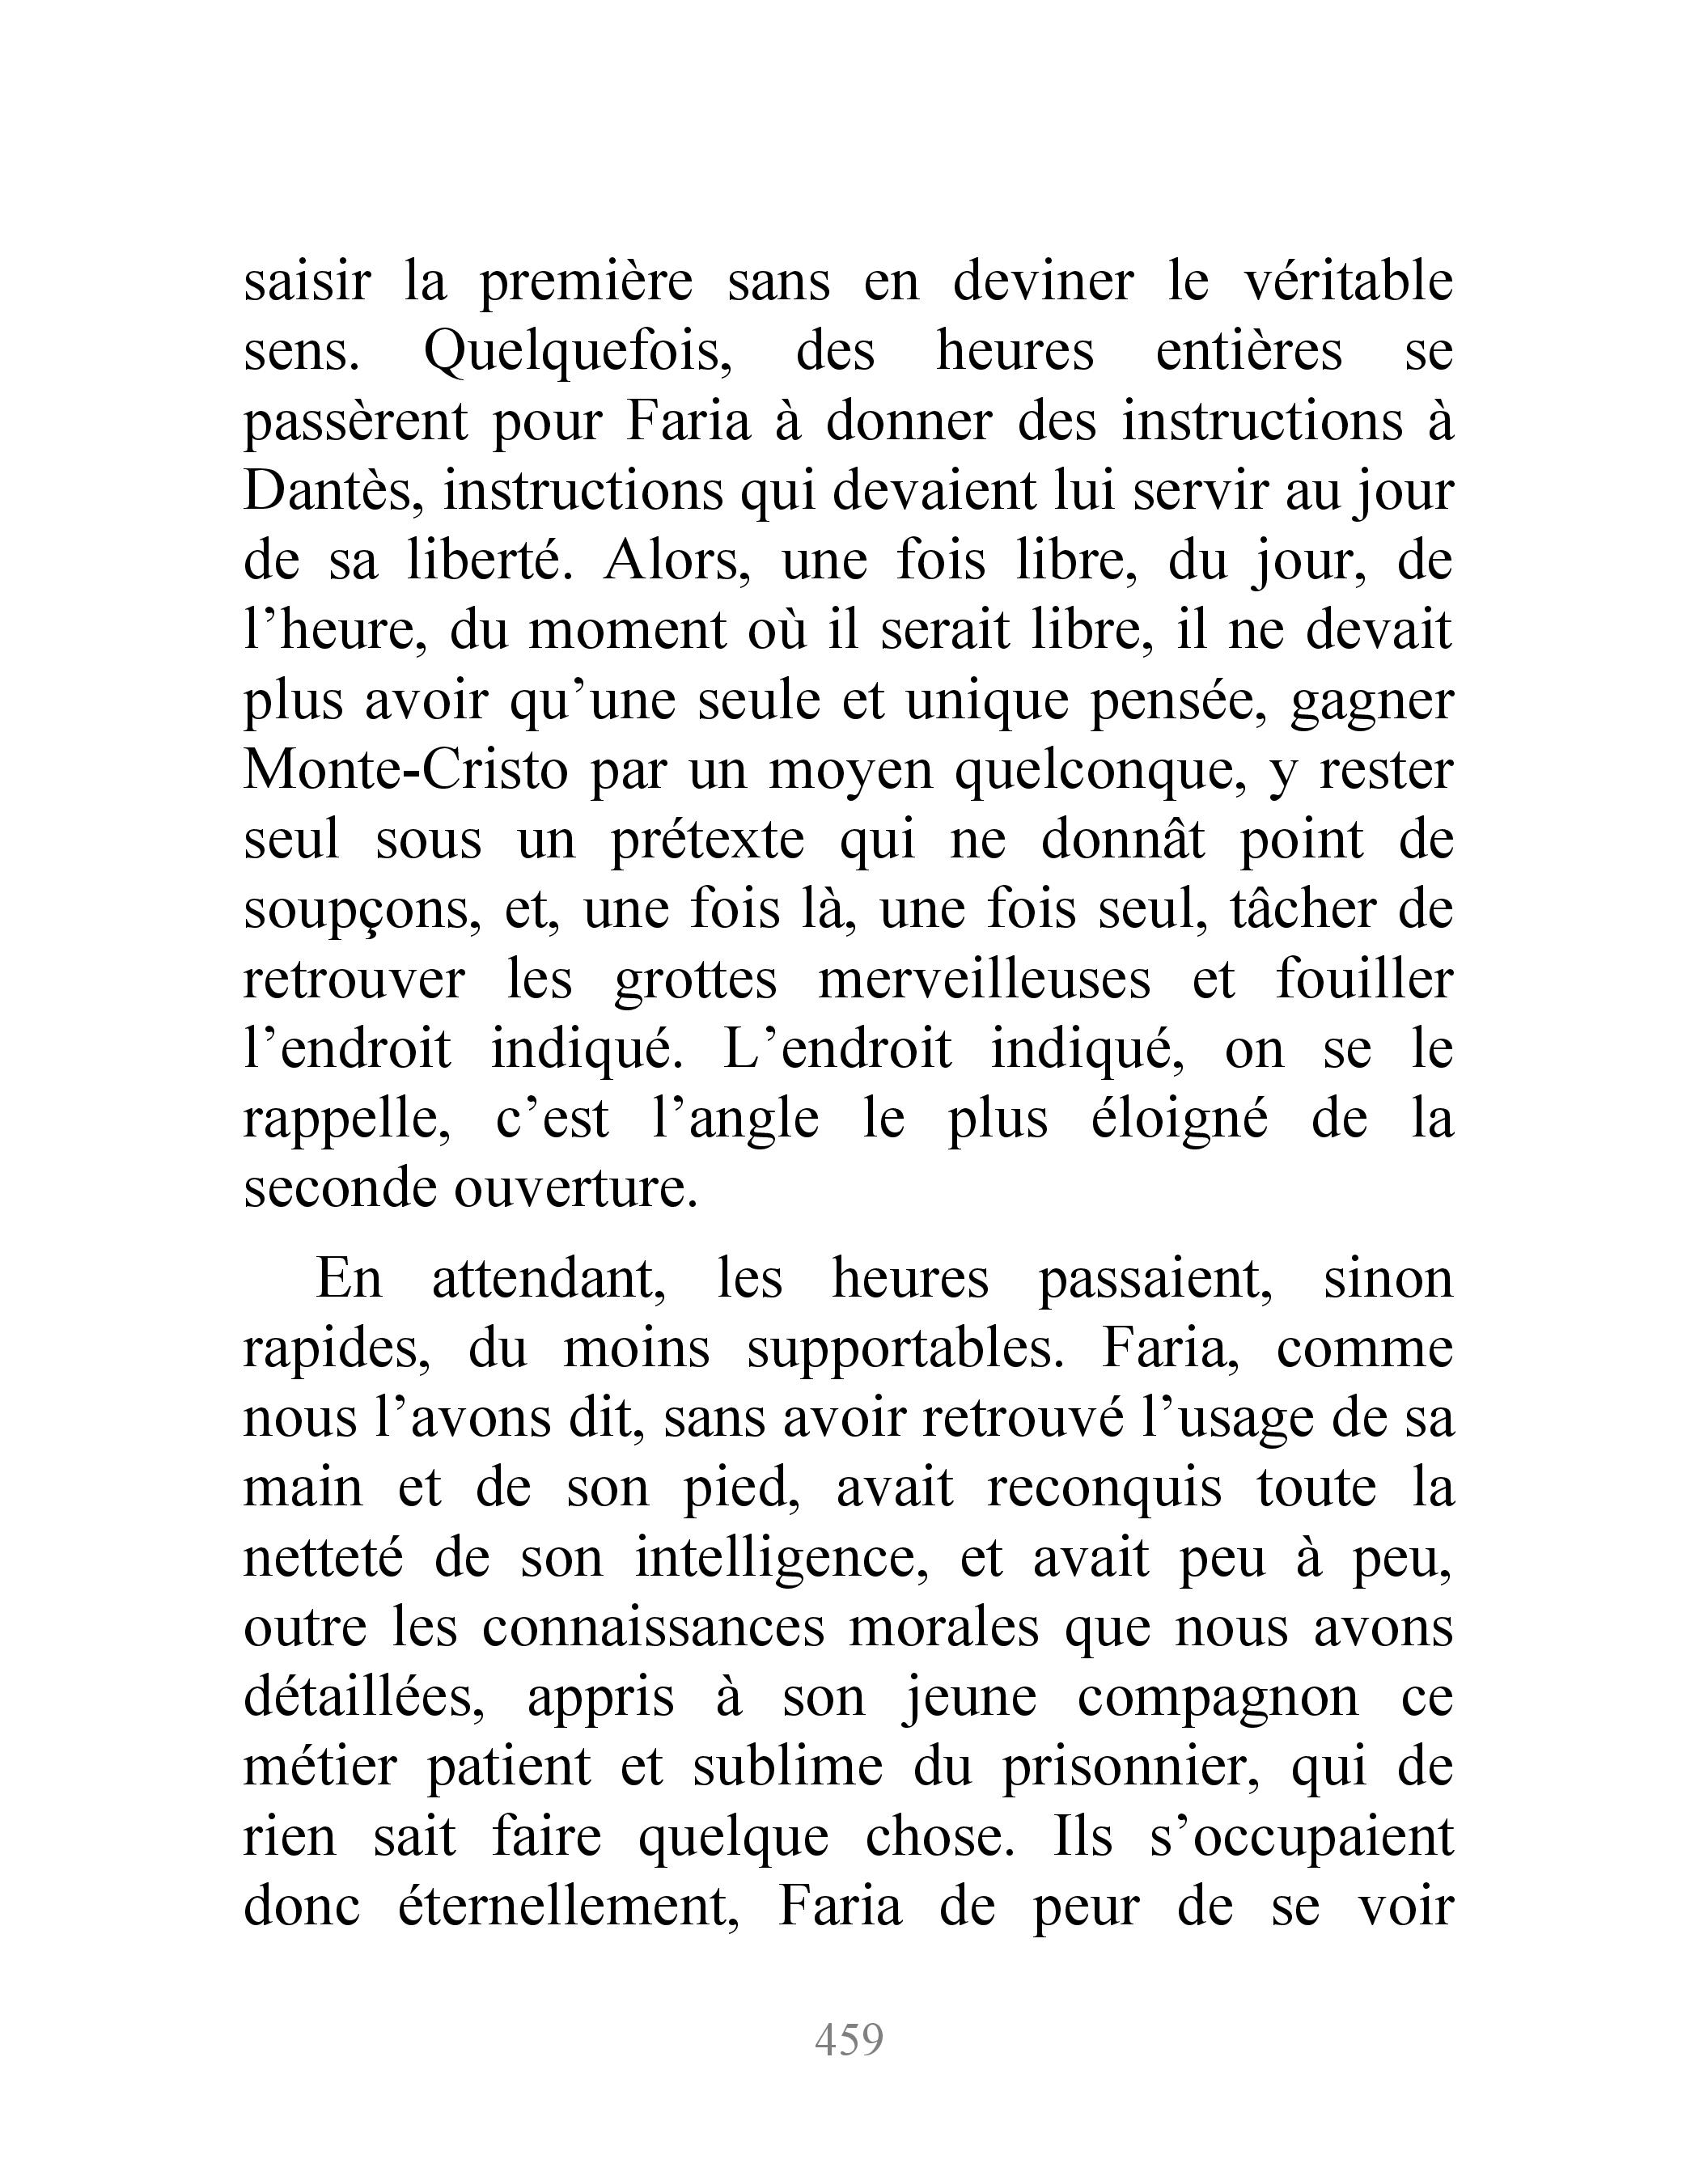 saisir la première sans en deviner le véritable
sens. Quelquefois, des heures entières se
passèrent pour Faria à donner des instructions à
Dantès, instructions qui devaient lui servir au jour
de sa liberté. Alors, une fois libre, du jour, de
l’heure, du moment où il serait libre, il ne devait
plus avoir qu’une seule et unique pensée, gagner
Monte-Cristo par un moyen quelconque, y rester
seul sous un prétexte qui ne donnât point de
soupçons, et, une fois là, une fois seul, tâcher de
retrouver les grottes merveilleuses et fouiller
l’endroit indiqué. L’endroit indiqué, on se le
rappelle, c’est l’angle le plus éloigné de la
seconde ouverture.
En attendant, les heures passaient, sinon
rapides, du moins supportables. Faria, comme
nous l’avons dit, sans avoir retrouvé l’usage de sa
main et de son pied, avait reconquis toute la
netteté de son intelligence, et avait peu à peu,
outre les connaissances morales que nous avons
détaillées, appris à son jeune compagnon ce
métier patient et sublime du prisonnier, qui de
rien sait faire quelque chose. Ils s’occupaient
donc éternellement, Faria de peur de se voir
459